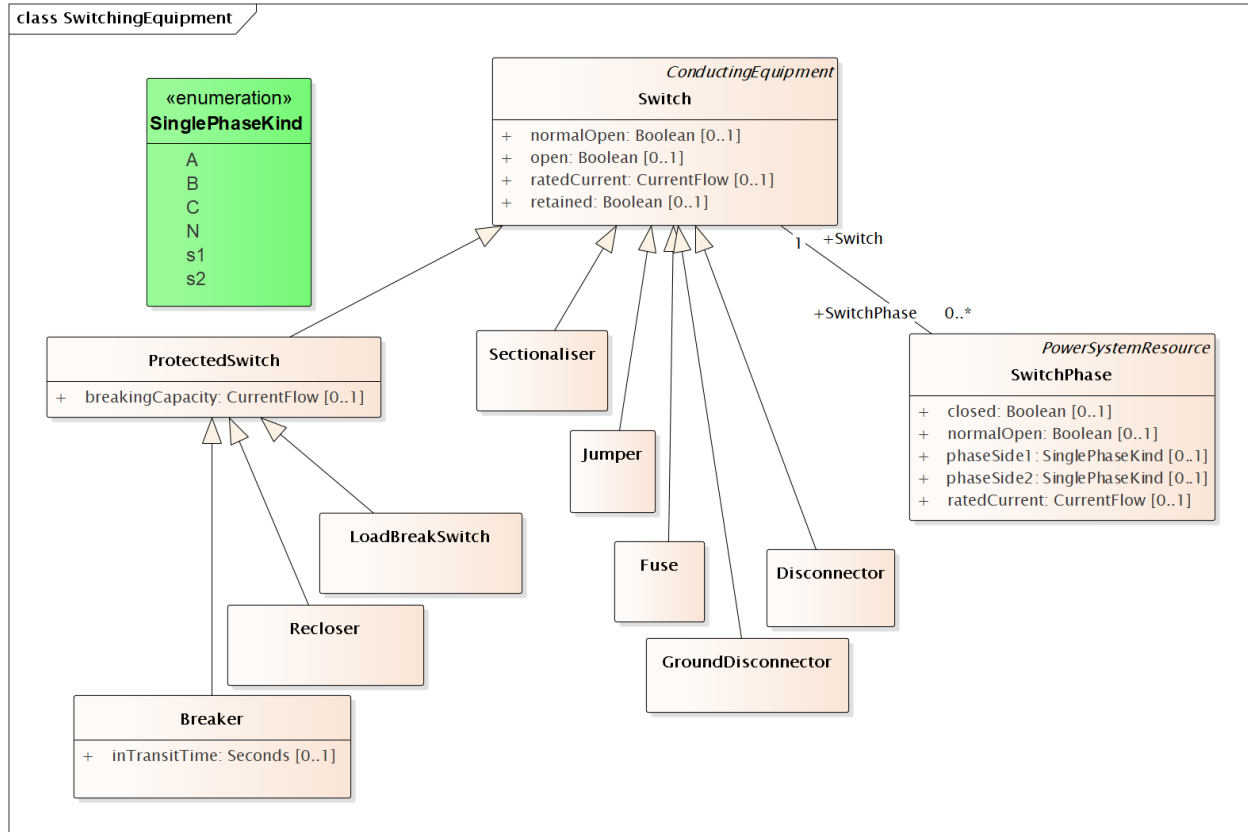 class SwitchingEquipment
«enumeration»
SinglePhaseKind
A
B
C
N
s1
s2
ConductingEquipment
Switch
+ normalOpen: Boolean [0..1]
+ open: Boolean [0..1]
+ ratedCurrent: CurrentFlow [0..1]
+ retained: Boolean [0..1]
1 +Switch
+SwitchPhase 0..*
PowerSystemResource
SwitchPhase
+ closed: Boolean [0..1]
+ normalOpen: Boolean [0..1]
+ phaseSide1: SinglePhaseKind [0..1]
+ phaseSide2: SinglePhaseKind [0..1]
+ ratedCurrent: CurrentFlow [0..1]
ProtectedSwitch
+ breakingCapacity: CurrentFlow [0..1]
Sectionaliser
Jumper
LoadBreakSwitch
Fuse
Disconnector
Recloser
GroundDisconnector
Breaker
+ inTransitTime: Seconds [0..1]